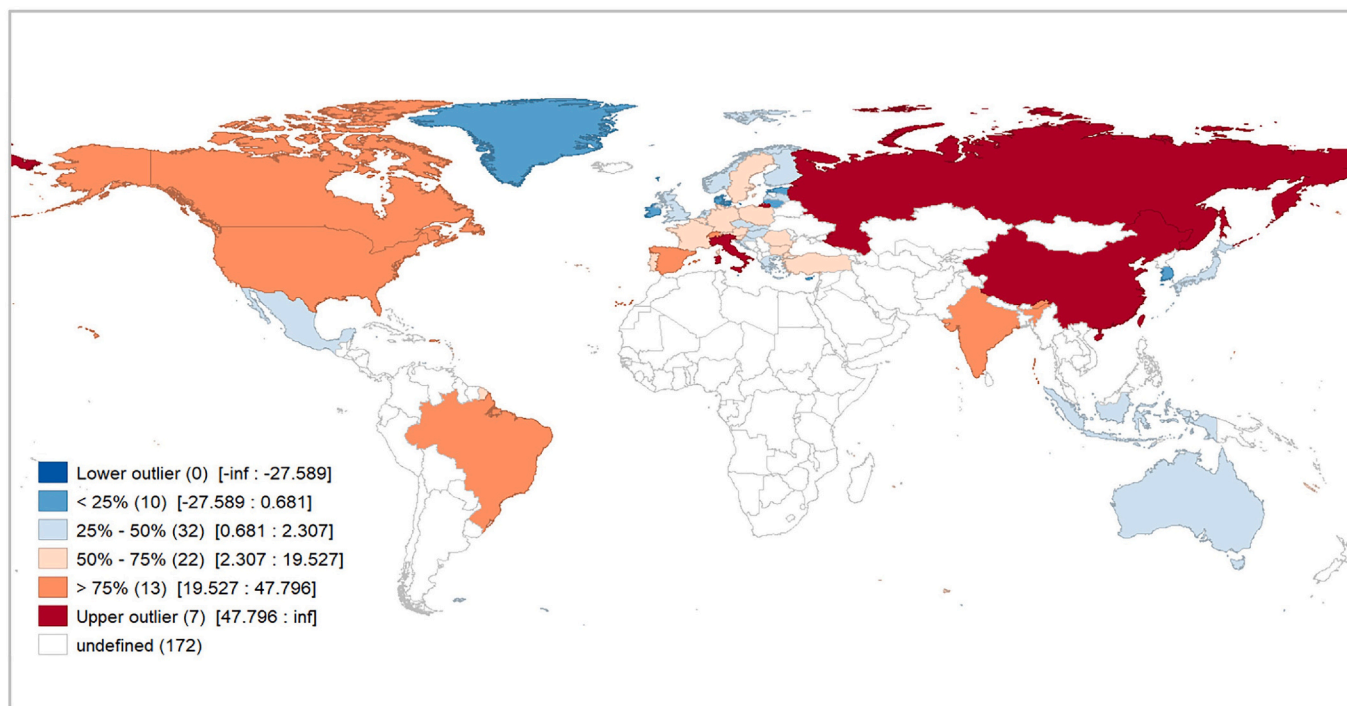 Lower outlier (0) [-inf : -27.589]
< 25% (10) [-27.589 : 0.681]
25% - 50% (32) [0.681 : 2.307]
50% - 75% (22) [2.307 : 19.527]
> 75% (13) [19.527 : 47.796]
Upper outlier (7) [47.796 : inf]
undefined (172)